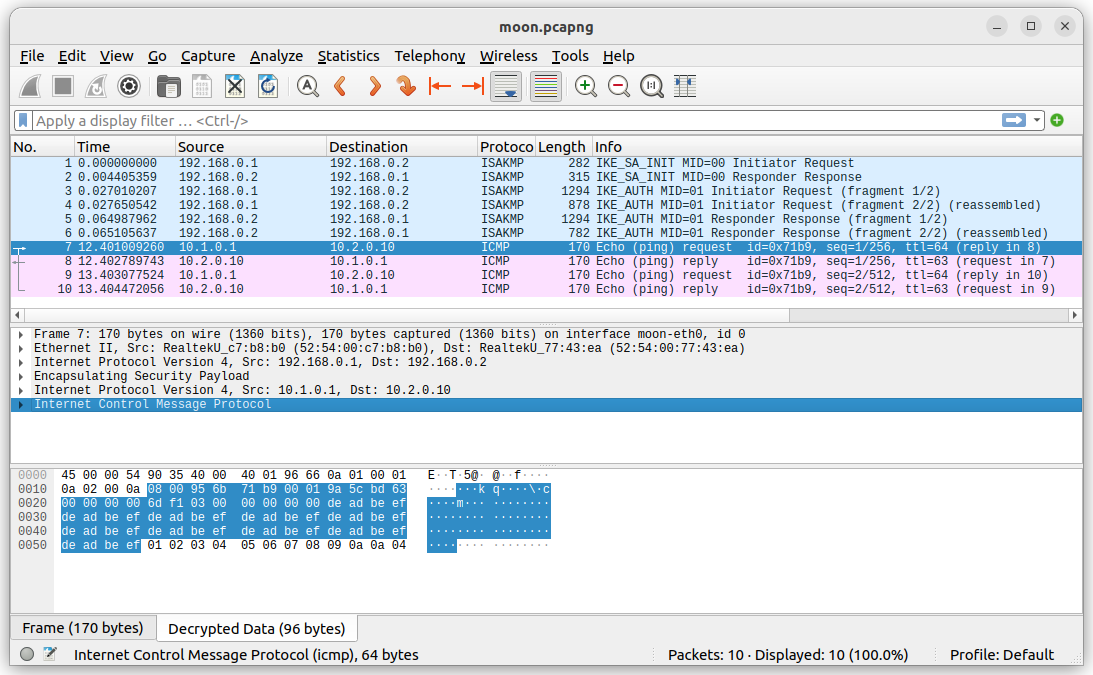 moon.pcapng
File Edit View Go Capture Analyze Statistics Telephony Wireless Tools Help
Apply a display filter … <Ctrl-/>
No. Time Source Destination Protoco Length Info
1 0.000000000 192.168.0.1 192.168.0.2 ISAKMP 282 IKE_SA_INIT MID=00 Initiator Request
2 0.004405359 192.168.0.2 192.168.0.1 ISAKMP 315 IKE_SA_INIT MID=00 Responder Response
3 0.027010207 192.168.0.1 192.168.0.2 ISAKMP 1294 IKE_AUTH MID=01 Initiator Request (fragment 1/2)
4 0.027650542 192.168.0.1 192.168.0.2 ISAKMP 878 IKE_AUTH MID=01 Initiator Request (fragment 2/2) (reassembled)
5 0.064987962 192.168.0.2 192.168.0.1 ISAKMP 1294 IKE_AUTH MID=01 Responder Response (fragment 1/2)
6 0.065105637 192.168.0.2 192.168.0.1 ISAKMP 782 IKE_AUTH MID=01 Responder Response (fragment 2/2) (reassembled)
7 12.401009260 10.1.0.1 10.2.0.10 ICMP 170 Echo (ping) request id=0x71b9, seq=1/256, ttl=64 (reply in 8)
8 12.402789743 10.2.0.10 10.1.0.1 ICMP 170 Echo (ping) reply id=0x71b9, seq=1/256, ttl=63 (request in 7)
9 13.403077524 10.1.0.1 10.2.0.10 ICMP 170 Echo (ping) request id=0x71b9, seq=2/512, ttl=64 (reply in 10)
10 13.404472056 10.2.0.10 10.1.0.1 ICMP 170 Echo (ping) reply id=0x71b9, seq=2/512, ttl=63 (request in 9)
Frame 7: 170 bytes on wire (1360 bits), 170 bytes captured (1360 bits) on interface moon-eth0, id 0
Ethernet II, Src: RealtekU_c7:b8:b0 (52:54:00:c7:b8:b0), Dst: RealtekU_77:43:ea (52:54:00:77:43:ea)
Internet Protocol Version 4, Src: 192.168.0.1, Dst: 192.168.0.2
Encapsulating Security Payload
Internet Protocol Version 4, Src: 10.1.0.1, Dst: 10.2.0.10
Internet Control Message Protocol
0000 45 00 00 54 90 35 40 00 40 01 96 66 0a 01 00 01 E··T·5@· @··f····
0010 0a 02 00 0a 08 00 95 6b 71 b9 00 01 9a 5c bd 63 ·······k q····\·c
0020 00 00 00 00 6d f1 03 00 00 00 00 00 de ad be ef ····m··· ········
0030 de ad be ef de ad be ef de ad be ef de ad be ef ········ ········
0040 de ad be ef de ad be ef de ad be ef de ad be ef ········ ········
0050 de ad be ef 01 02 03 04 05 06 07 08 09 0a 0a 04 ········ ········
Frame (170 bytes) Decrypted Data (96 bytes)
Internet Control Message Protocol (icmp), 64 bytes Packets: 10 · Displayed: 10 (100.0%) Profile: Default